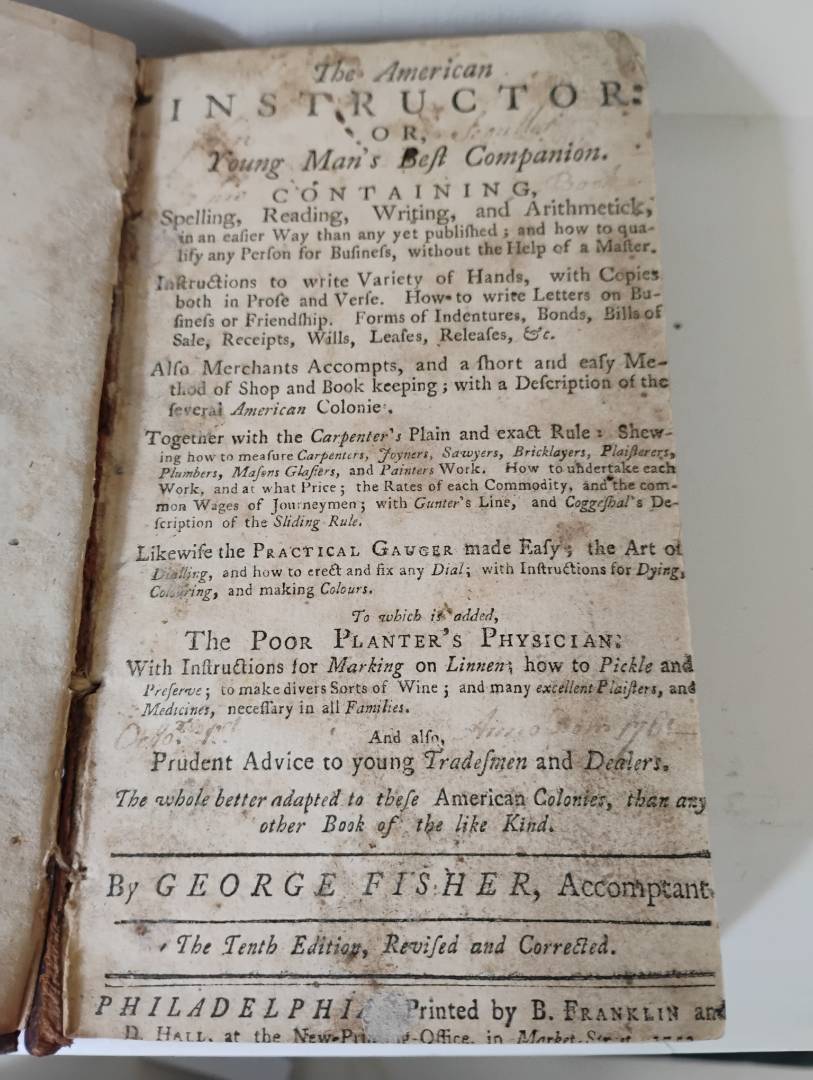 The American
INSTRUCTOR:
OR,
Young Man's Beſt Companion.
CONTAINING,
Spelling, Reading, Writing, and Arithmetick,
in an eaſier Way than any yet publiſhed; and how to qua-
lify any Perſon for Buſineſs, without the Help of a Maſter.
Inſtructions to write Variety of Hands, with Copies
both in Proſe and Verſe. How to write Letters on Bu-
ſineſs or Friendſhip. Forms of Indentures, Bonds, Bills of
Sale, Receipts, Wills, Leaſes, Releaſes, &c.
Alſo Merchants Accompts, and a ſhort and eaſy Me-
thod of Shop and Book keeping; with a Deſcription of the
ſeveral American Colonie.
Together with the Carpenter's Plain and exact Rule: Shew-
ing how to meaſure Carpenters, Joyners, Sawyers, Bricklayers, Plaiſterers,
Plumbers, Maſons Glaſiers, and Painters Work. How to undertake each
Work, and at what Price; the Rates of each Commodity, and the com-
mon Wages of Journeymen; with Gunter's Line, and Coggeſhal's De-
ſcription of the Sliding Rule.
Likewiſe the PRACTICAL GAUGER made Eaſy; the Art of
Dialling, and how to erect and fix any Dial; with Inſtructions for Dying,
Colouring, and making Colours.
To which is added,
The POOR PLANTER'S PHYSICIAN:
With Inſtructions for Marking on Linnen; how to Pickle and
Preſerve; to make divers Sorts of Wine; and many excellent Plaiſters, and
Medicines, neceſſary in all Families.
And alſo,
Prudent Advice to young Tradeſmen and Dealers.
The whole better adapted to theſe American Colonies, than any
other Book of the like Kind.
By GEORGE FISHER, Accomptant.
The Tenth Edition, Reviſed and Corrected.
PHILADELPHIA Printed by B. FRANKLIN and
D. HALL, at the New-Printing-Office, in Market-Street